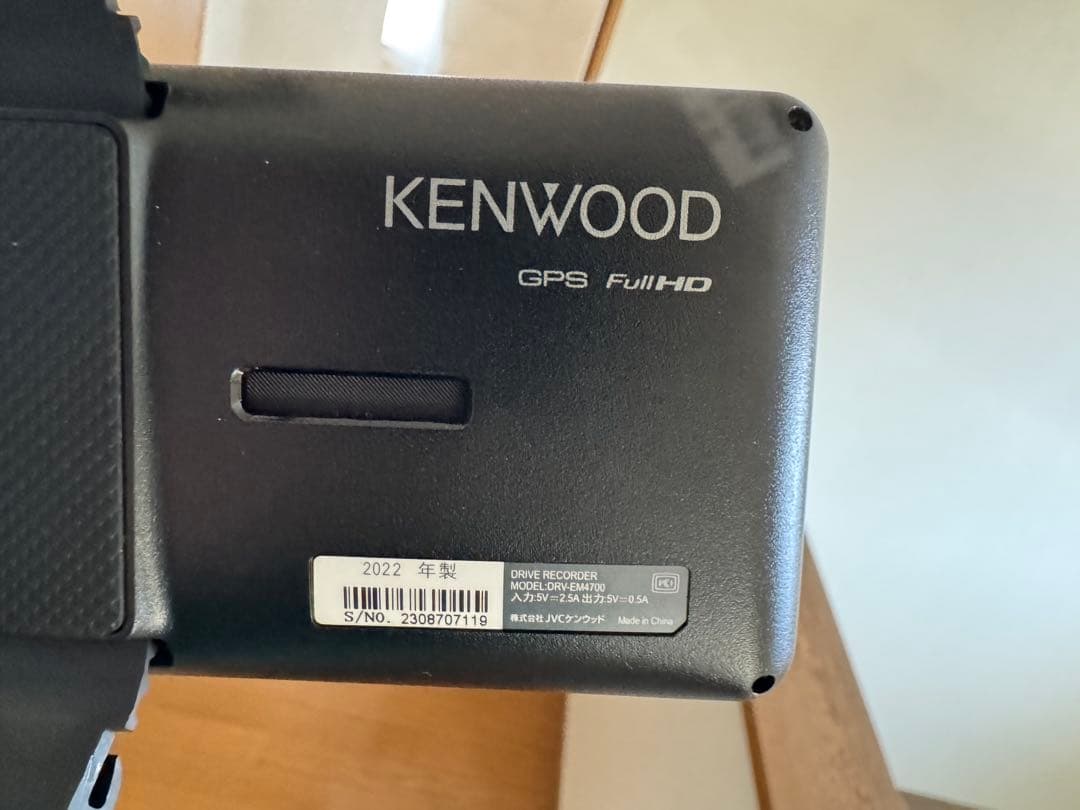 KENWOOD
GPS FullHD
2022 年製
S/NO. 2308707119
DRIVE RECORDER
MODEL:DRV-EM4700
入力:5V⎓2.5A 出力:5V⎓0.5A
株式会社 JVCケンウッド Made in China